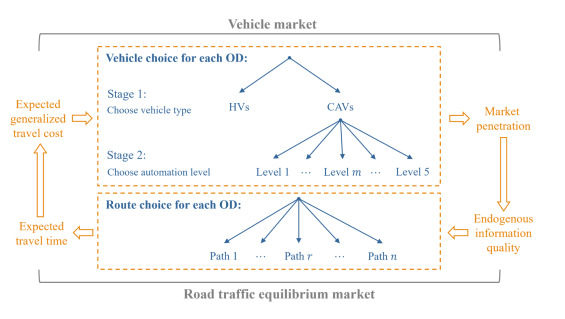 Vehicle market
Vehicle choice for each OD:
Stage 1:
Choose vehicle type
HVs
CAVs
Stage 2:
Choose automation level
Level 1 ... Level m ... Level 5
Expected
generalized
travel cost
Market
penetration
Route choice for each OD:
Path 1 ... Path r ... Path n
Expected
travel time
Endogenous
information
quality
Road traffic equilibrium market